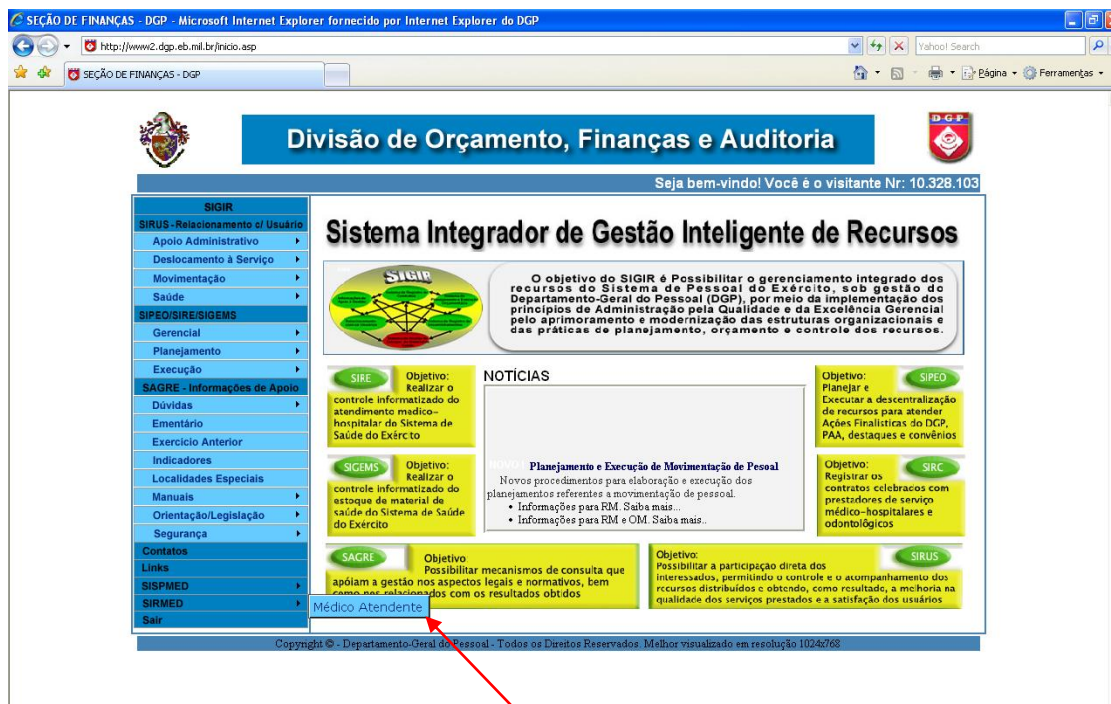 SEÇÃO DE FINANÇAS - DGP - Microsoft Internet Explorer fornecido por Internet Explorer do DGP
http://www2.dgp.eb.mil.br/inicio.asp
Yahoo! Search
SEÇÃO DE FINANÇAS - DGP
Página
Ferramentas
Divisão de Orçamento, Finanças e Auditoria
D G P
Seja bem-vindo! Você é o visitante Nr: 10.328.103
SIGIR
SIRUS-Relacionamento c/ Usuário
Apoio Administrativo
Deslocamento à Serviço
Movimentação
Saúde
SIPEO/SIRE/SIGEMS
Gerencial
Planejamento
Execução
SAGRE - Informações de Apoio
Dúvidas
Ementário
Exercicio Anterior
Indicadores
Localidades Especiais
Manuais
Orientação/Legislação
Segurança
Contatos
Links
SISPMED
SIRMED
Sair
Médico Atendente
Sistema Integrador de Gestão Inteligente de Recursos
SIGIR
O objetivo do SIGIR é Possibilitar o gerenciamento integrado dos
recursos do Sistema de Pessoal do Exército, sob gestão do
Departamento-Geral do Pessoal (DGP), por meio da implementação dos
princípios de Administração pela Qualidade e da Excelência Gerencial
pelo aprimoramento e modernização das estruturas organizacionais e
das práticas de planejamento, orçamento e controle dos recursos.
SIRE
Objetivo:
Realizar o
controle informatizado do
atendimento medico-
hospitalar do Sistema de
Saúde do Exército
SIGEMS
Objetivo:
Realizar o
controle informatizado do
estoque de material de
saúde do Sistema de Saúde
do Exército
NOTÍCIAS
NOVO!
Planejamento e Execução de Movimentação de Pesoal
Novos procedimentos para elaboração e execução dos
planejamentos referentes a movimentação de pessoal.
• Informações para RM. Saiba mais...
• Informações para RM e OM. Saiba mais..
Objetivo:
SIPEO
Planejar e
Executar a descentralização
de recursos para atender
Ações Finalísticas do DGP,
PAA, destaques e convênios
Objetivo:
SIRC
Registrar os
contratos celebracos com
prestadores de serviço
médico-hospitalares e
odontológicos
SAGRE
Objetivo
Possibilitar mecanismos de consulta que
apóiam a gestão nos aspectos legais e normativos, bem
como nos relacionados com os resultados obtidos
Objetivo:
SIRUS
Possibilitar a participação direta dos
interessados, permitindo o controle e o acompanhamento dos
recursos distribuídos e obtendo, como resultado, a melhoria na
qualidade dos serviços prestados e a satisfação dos usuários
Copyright © - Departamento-Geral do Pessoal - Todos os Direitos Reservados. Melhor visualizado em resolução 1024x768